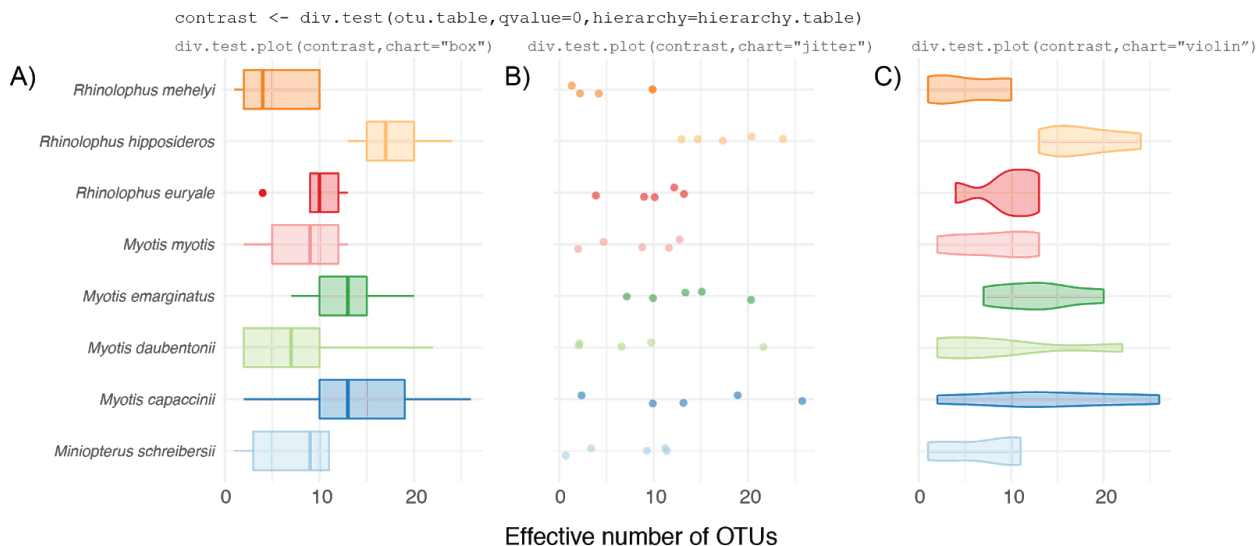 contrast <- div.test(otu.table,qvalue=0,hierarchy=hierarchy.table)
div.test.plot(contrast,chart="box")
div.test.plot(contrast,chart="jitter")
div.test.plot(contrast,chart="violin”)
A)
B)
C)
Rhinolophus mehelyi
Rhinolophus hipposideros
Rhinolophus euryale
Myotis myotis
Myotis emarginatus
Myotis daubentonii
Myotis capaccinii
Miniopterus schreibersii
0 10 20
0 10 20
0 10 20
Effective number of OTUs